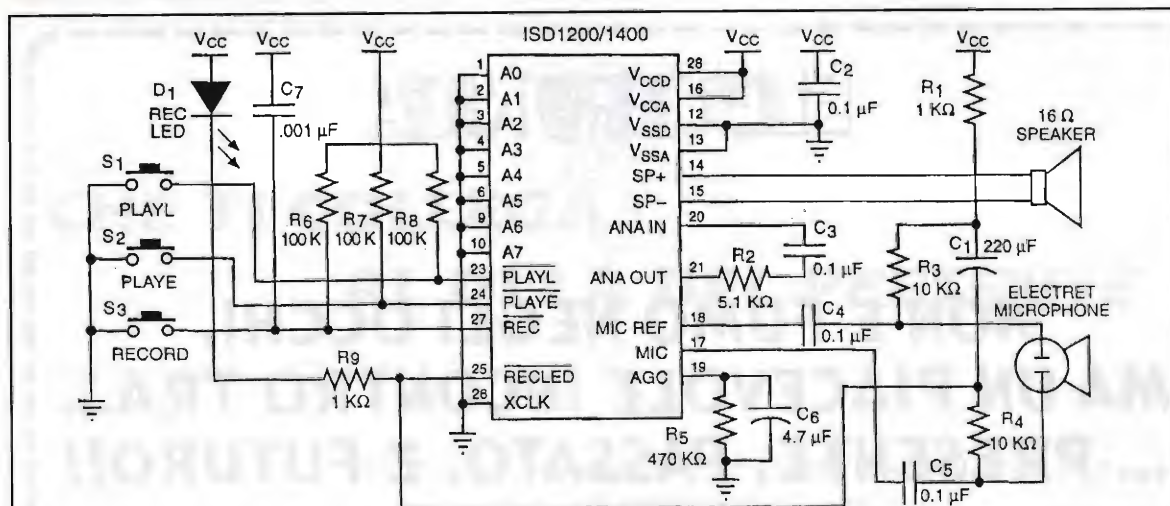 ISD1200/1400
VCC
VCC
VCC
VCC
VCC
VCC
D1
REC
LED
C7
.001 µF
S1
PLAYL
S2
PLAYE
S3
RECORD
R6
100 K
R7
100 K
R8
100 K
R9
1 KΩ
1 A0
2 A1
3 A2
4 A3
5 A4
6 A5
9 A6
10 A7
23 PLAYL
24 PLAYE
27 REC
25 RECLED
26 XCLK
VCCD 28
VCCA 16
VSSD 12
VSSA 13
SP+ 14
SP– 15
ANA IN 20
ANA OUT 21
MIC REF 18
MIC 17
AGC 19
C2
0.1 µF
R1
1 KΩ
16 Ω
SPEAKER
C3
0.1 µF
R2
5.1 KΩ
R3
10 KΩ
C1
220 µF
C4
0.1 µF
ELECTRET
MICROPHONE
R5
470 KΩ
C6
4.7 µF
R4
10 KΩ
C5
0.1 µF